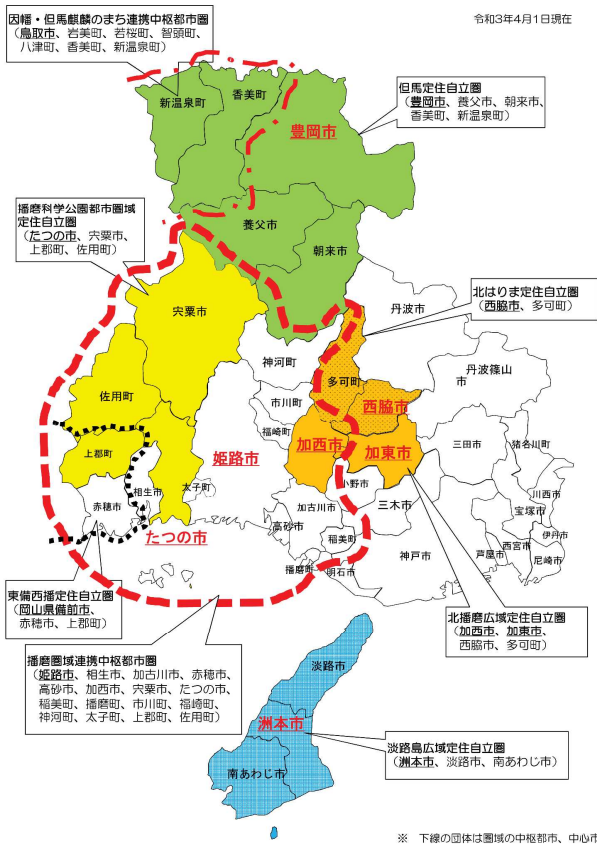 令和3年4月1日現在
因幡・但馬麒麟のまち連携中枢都市圏
（鳥取市、岩美町、若桜町、智頭町、
八津町、香美町、新温泉町）
香美町
新温泉町
豊岡市
但馬定住自立圏
（豊岡市、養父市、朝来市、
香美町、新温泉町）
播磨科学公園都市圏域
定住自立圏
（たつの市、宍粟市、
上郡町、佐用町）
養父市
朝来市
北はりま定住自立圏
（西脇市、多可町）
宍粟市
丹波市
神河町
丹波篠山
市
多可町
佐用町
市川町
西脇市
福崎町
加西市
加東市
三田市
猪名川町
上郡町
姫路市
相生市
太子町
小野市
川西市
赤穂市
加古川市
三木市
宝塚市
高砂市
たつの市
稲美町
神戸市
芦屋市
西宮市
伊丹市
尼崎市
播磨町
明石市
東備西播定住自立圏
（岡山県備前市、
赤穂市、上郡町）
北播磨広域定住自立圏
（加西市、加東市、
西脇市、多可町）
播磨圏域連携中枢都市圏
（姫路市、相生市、加古川市、赤穂市、
高砂市、加西市、宍粟市、たつの市、
稲美町、播磨町、市川町、福崎町、
神河町、太子町、上郡町、佐用町）
淡路市
洲本市
南あわじ市
淡路島広域定住自立圏
（洲本市、淡路市、南あわじ市）
※ 下線の団体は圏域の中枢都市、中心市